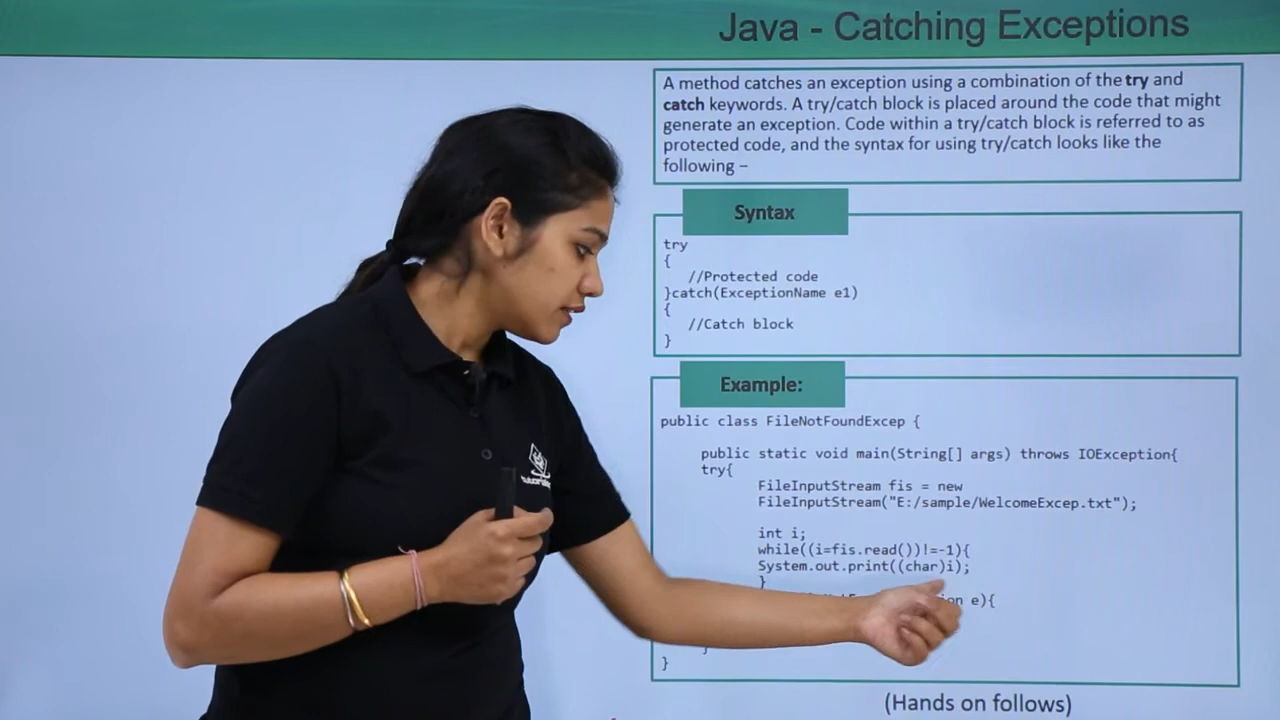 Java - Catching Exceptions
A method catches an exception using a combination of the try and
catch keywords. A try/catch block is placed around the code that might
generate an exception. Code within a try/catch block is referred to as
protected code, and the syntax for using try/catch looks like the
following –
Syntax
try
{
//Protected code
}catch(ExceptionName e1)
{
//Catch block
}
Example:
public class FileNotFoundExcep {
public static void main(String[] args) throws IOException{
try{
FileInputStream fis = new
FileInputStream("E:/sample/WelcomeExcep.txt");
int i;
while((i=fis.read())!=-1){
System.out.print((char)i);
}
e){
}
}
(Hands on follows)